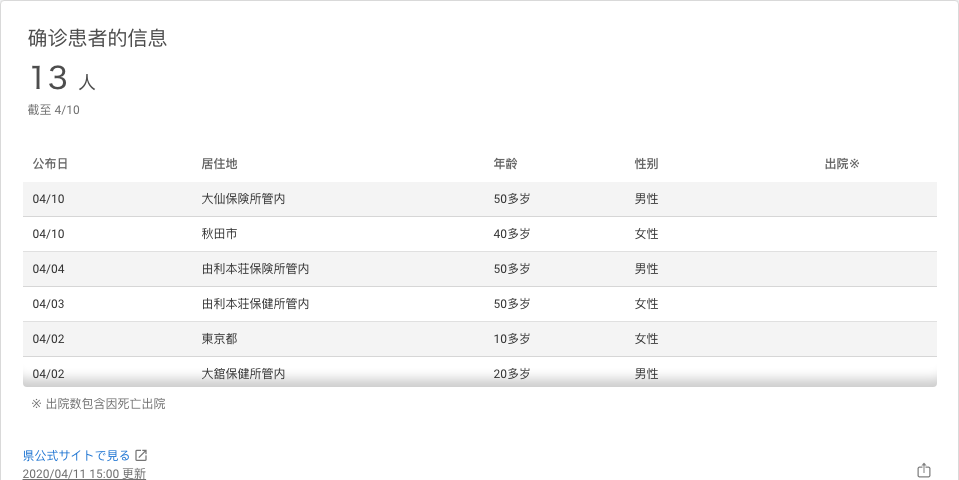 确诊患者的信息
13 人
截至 4/10
公布日 居住地 年龄 性别 出院※
04/10 大仙保険所管内 50多岁 男性
04/10 秋田市 40多岁 女性
04/04 由利本荘保険所管内 50多岁 男性
04/03 由利本荘保健所管内 50多岁 女性
04/02 東京都 10多岁 女性
04/02 大舘保健所管内 20多岁 男性
※ 出院数包含因死亡出院
県公式サイトで見る
2020/04/11 15:00 更新